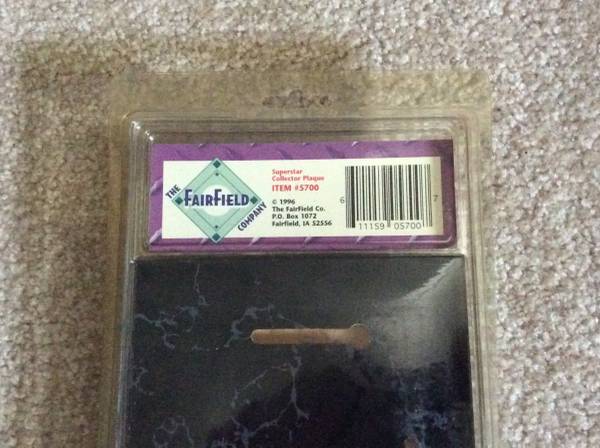 THE
FAIRFIELD
COMPANY
Superstar
Collector Plaque
ITEM #5700
© 1996
The Fairfield Co.
P.O. Box 1072
Fairfield, IA 52556
6 11159 05700 7